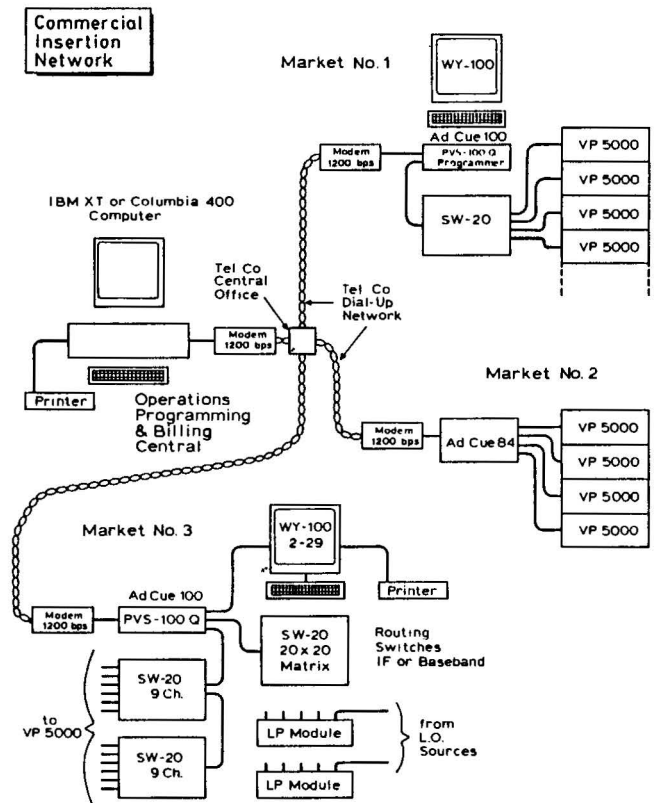 Commercial
Insertion
Network
Market No. 1
WY-100
Ad Cue 100
PVS-100 Q
Programmer
Modem
1200 bps
SW-20
VP 5000
VP 5000
VP 5000
VP 5000
IBM XT or Columbia 400
Computer
Tel Co
Central
Office
Tel Co
Dial-Up
Network
Modem
1200 bps
Printer
Operations
Programming
& Billing
Central
Market No. 2
Modem
1200 bps
Ad Cue 84
VP 5000
VP 5000
VP 5000
VP 5000
Market No. 3
WY-100
2-29
Printer
Ad Cue 100
Modem
1200 bps
PVS-100 Q
SW-20
20 x 20
Matrix
Routing
Switches
IF or Baseband
SW-20
9 Ch.
to
VP 5000
SW-20
9 Ch.
LP Module
LP Module
from
L.O.
Sources